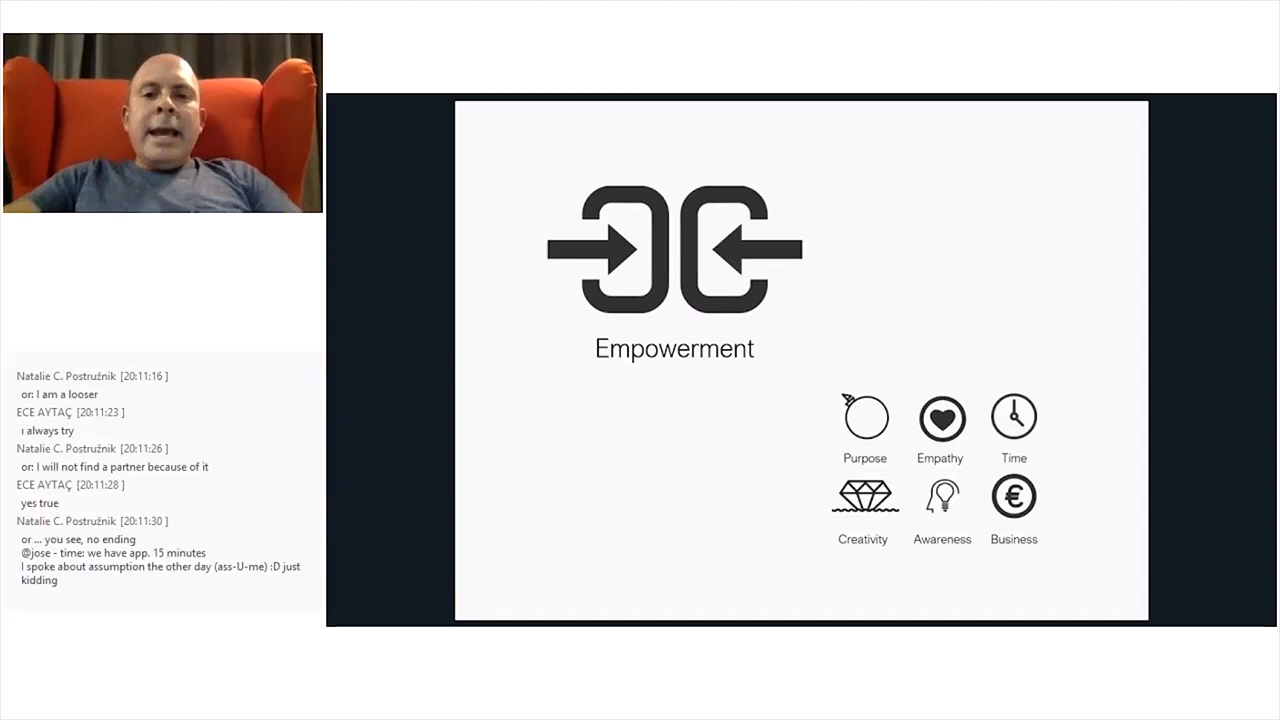 Natalie C. Postružnik [20:11:16 ]
or: I am a looser
ECE AYTAÇ [20:11:23 ]
ı always try
Natalie C. Postružnik [20:11:26 ]
or: I will not find a partner because of it
ECE AYTAÇ [20:11:28 ]
yes true
Natalie C. Postružnik [20:11:30 ]
or ... you see, no ending
@jose - time: we have app. 15 minutes
I spoke about assumption the other day (ass-U-me) :D just
kidding
Empowerment
Purpose Empathy Time
€
Creativity Awareness Business